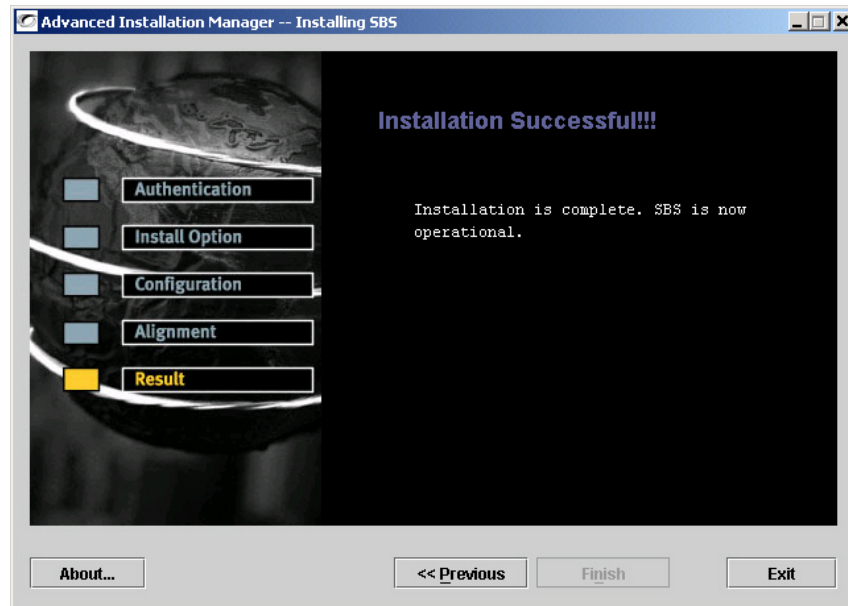 Advanced Installation Manager -- Installing SBS
Authentication
Install Option
Configuration
Alignment
Result
Installation Successful!!!
Installation is complete. SBS is now
operational.
About...
<< Previous
Finish
Exit